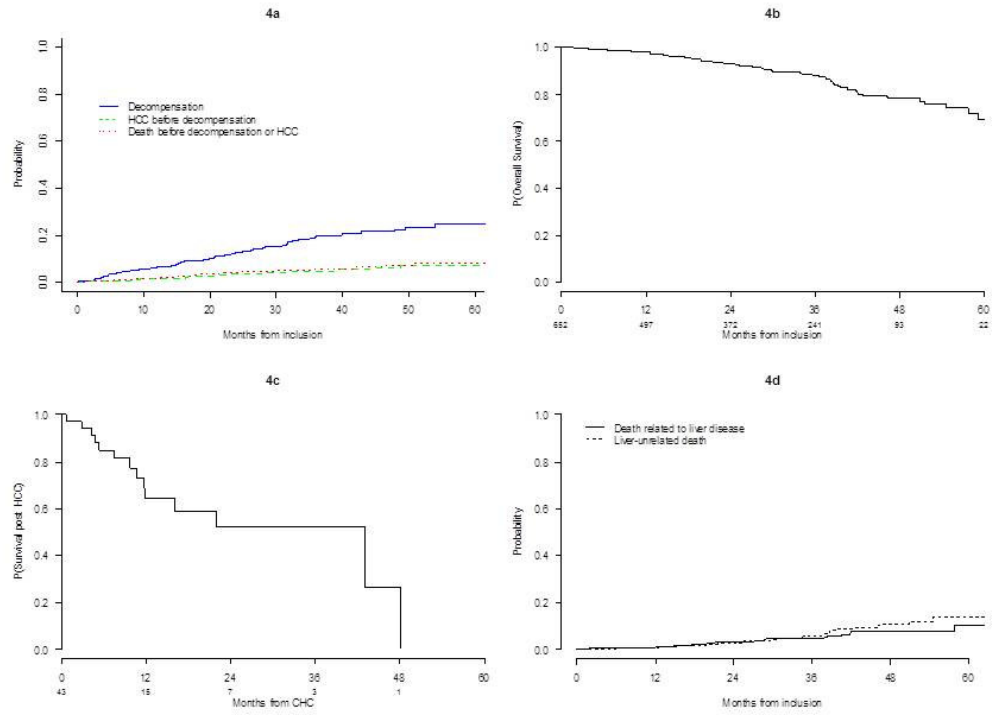 4a
1.0
0.8
0.6
0.4
0.2
0.0
Probability
Decompensation
HCC before decompensation
Death before decompensation or HCC
0 10 20 30 40 50 60
Months from inclusion
4b
1.0
0.8
0.6
0.4
0.2
0.0
P(Overall Survival)
0 12 24 36 48 60
652 497 372 241 93 22
Months from inclusion
4c
1.0
0.8
0.6
0.4
0.2
0.0
P(Survival post HCC)
0 12 24 36 48 60
43 15 7 3 1
Months from CHC
4d
1.0
0.8
0.6
0.4
0.2
0.0
Probability
Death related to liver disease
Liver-unrelated death
0 12 24 36 48 60
Months from inclusion